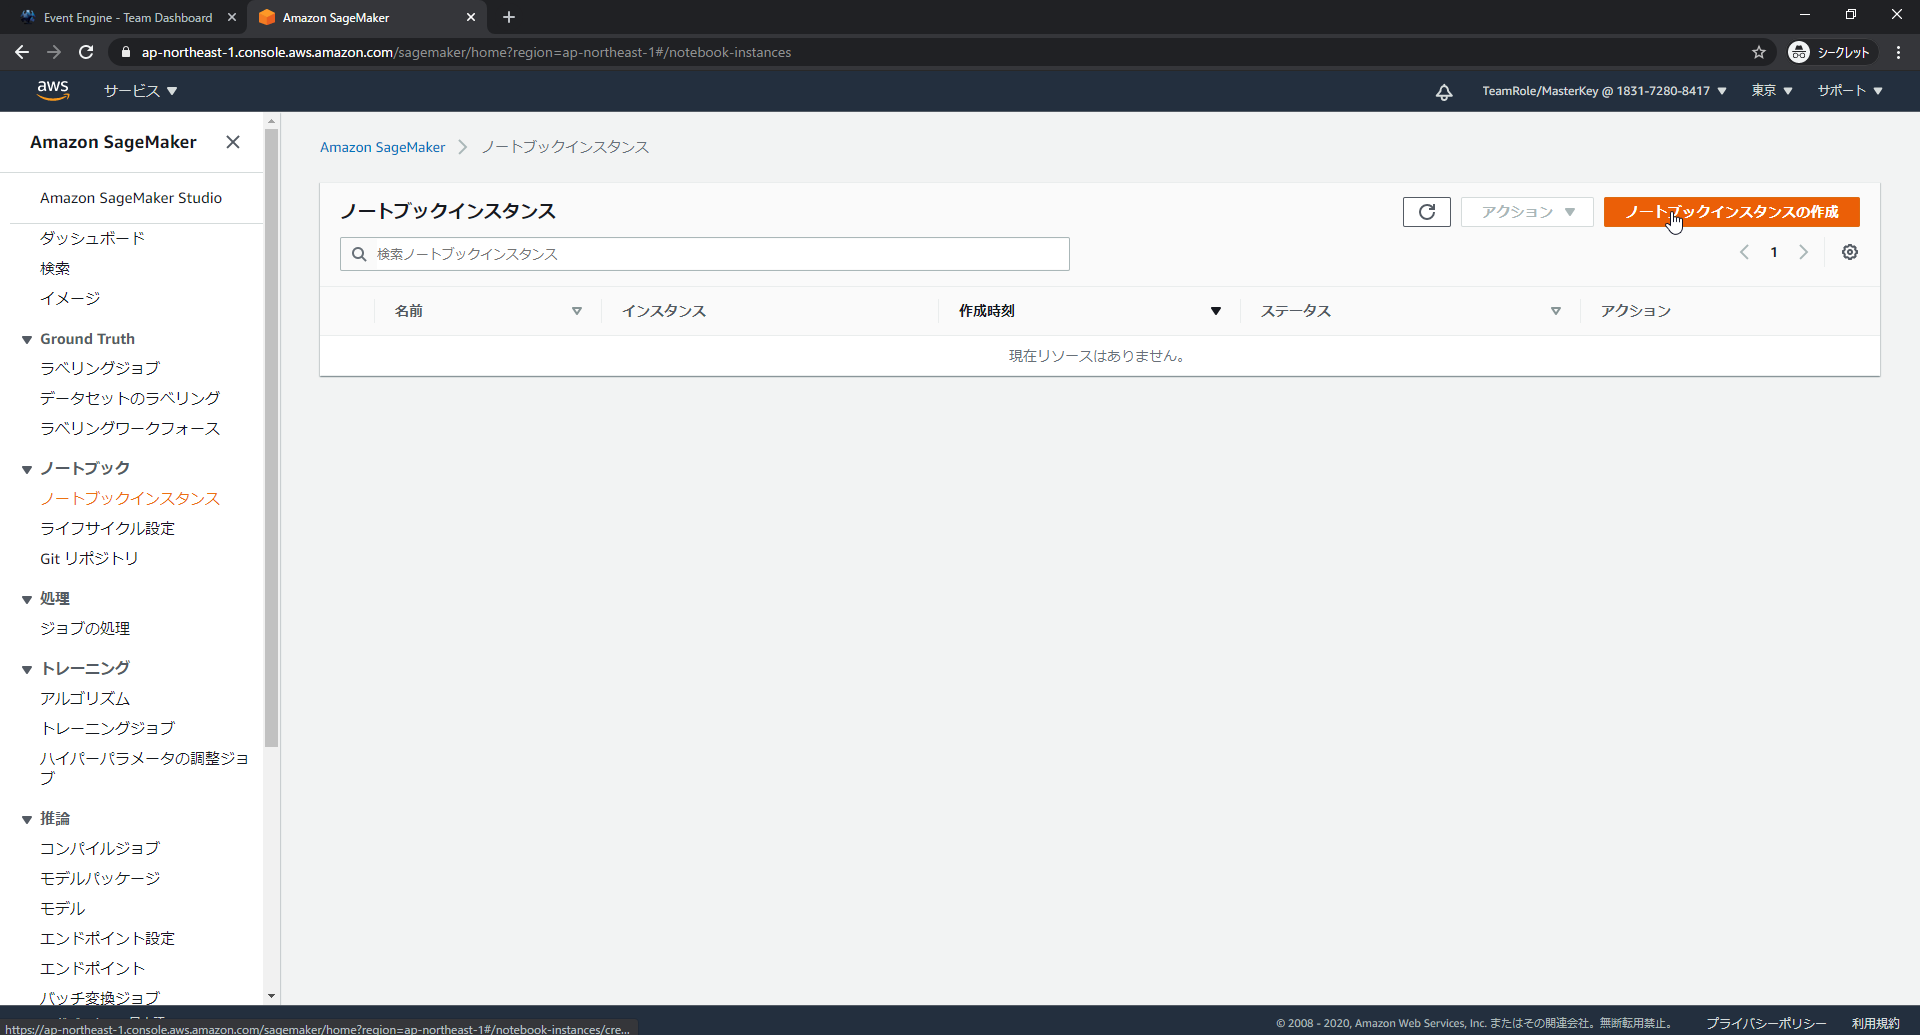 Event Engine - Team Dashboard
Amazon SageMaker
ap-northeast-1.console.aws.amazon.com/sagemaker/home?region=ap-northeast-1#/notebook-instances
シークレット
aws
サービス
TeamRole/MasterKey @ 1831-7280-8417
東京
サポート
Amazon SageMaker
Amazon SageMaker Studio
ダッシュボード
検索
イメージ
Ground Truth
ラベリングジョブ
データセットのラベリング
ラベリングワークフォース
ノートブック
ノートブックインスタンス
ライフサイクル設定
Git リポジトリ
処理
ジョブの処理
トレーニング
アルゴリズム
トレーニングジョブ
ハイパーパラメータの調整ジョ
ブ
推論
コンパイルジョブ
モデルパッケージ
モデル
エンドポイント設定
エンドポイント
バッチ変換ジョブ
Amazon SageMaker
ノートブックインスタンス
ノートブックインスタンス
アクション
ノートブックインスタンスの作成
検索ノートブックインスタンス
1
名前
インスタンス
作成時刻
ステータス
アクション
現在リソースはありません。
https://ap-northeast-1.console.aws.amazon.com/sagemaker/home?region=ap-northeast-1#/notebook-instances/cre...
© 2008 - 2020, Amazon Web Services, Inc. またはその関連会社。無断転用禁止。
プライバシーポリシー
利用規約